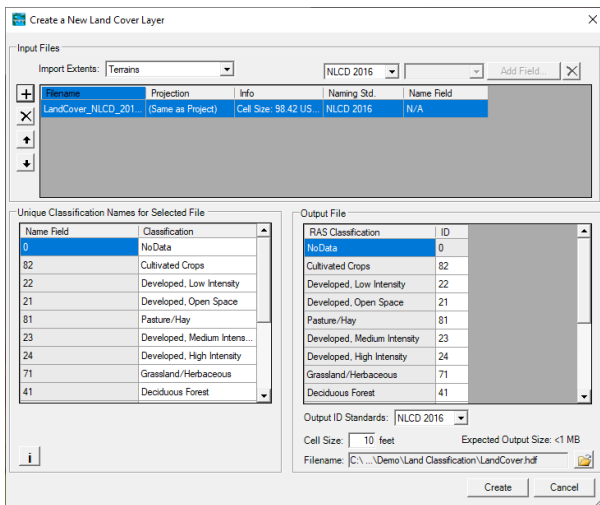 Create a New Land Cover Layer
Input Files
Import Extents: Terrains NLCD 2016 Add Field...
Filename Projection Info Naming Std. Name Field
LandCover_NLCD_201... (Same as Project) Cell Size: 98.42 US... NLCD 2016 N/A
Unique Classification Names for Selected File
Name Field Classification
0 NoData
82 Cultivated Crops
22 Developed, Low Intensity
21 Developed, Open Space
81 Pasture/Hay
23 Developed, Medium Intens...
24 Developed, High Intensity
71 Grassland/Herbaceous
41 Deciduous Forest
i
Output File
RAS Classification ID
NoData 0
Cultivated Crops 82
Developed, Low Intensity 22
Developed, Open Space 21
Pasture/Hay 81
Developed, Medium Intensity 23
Developed, High Intensity 24
Grassland/Herbaceous 71
Deciduous Forest 41
Output ID Standards: NLCD 2016
Cell Size: 10 feet Expected Output Size: <1 MB
Filename: C:\ ...\Demo\Land Classification\LandCover.hdf
Create Cancel